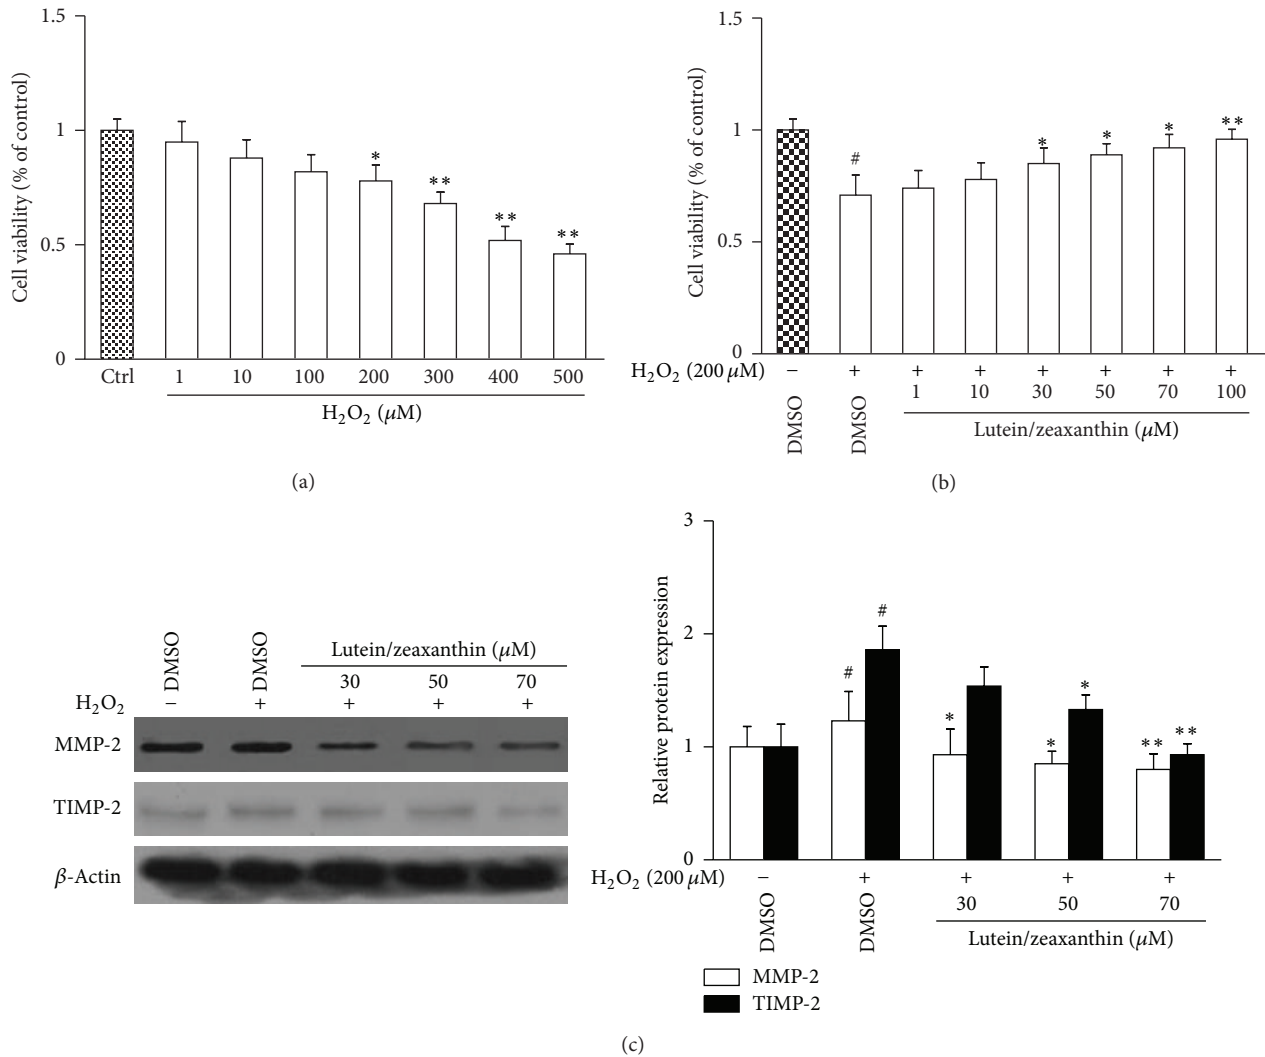 1.5
1
0.5
0
Cell viability (% of control)
*
**
**
**
Ctrl 1 10 100 200 300 400 500
H₂O₂ (μM)
(a)
1.5
1
0.5
0
Cell viability (% of control)
#
*
*
*
**
H₂O₂ (200 μM) − + + + + + + +
DMSO DMSO 1 10 30 50 70 100
Lutein/zeaxanthin (μM)
(b)
DMSO DMSO Lutein/zeaxanthin (μM)
30 50 70
H₂O₂ − + + + +
MMP-2
TIMP-2
β-Actin
3
2
1
0
Relative protein expression
#
#
*
*
*
**
**
H₂O₂ (200 μM) − + + + +
DMSO DMSO 30 50 70
Lutein/zeaxanthin (μM)
MMP-2
TIMP-2
(c)